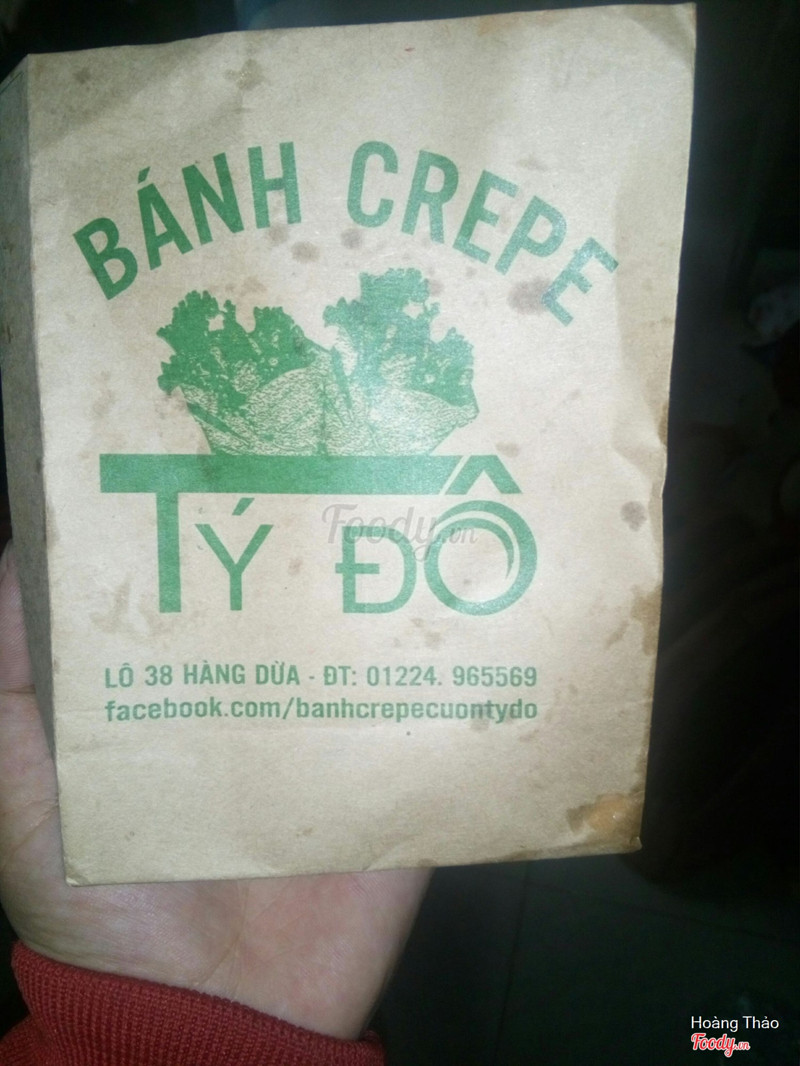 BÁNH CREPE
TÝ ĐÔ
Foody.vn
LÔ 38 HÀNG DỪA - ĐT: 01224. 965569
facebook.com/banhcrepecuontydo
Hoàng Thảo
Foody.vn